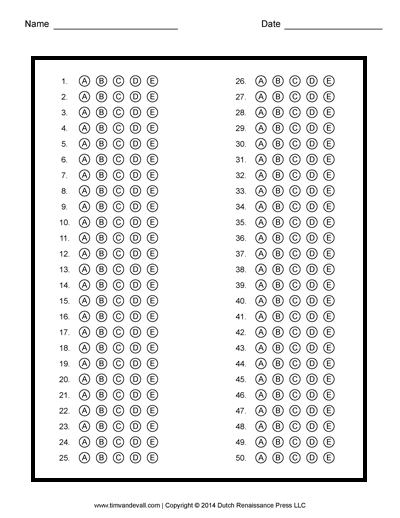 Name Date
1. A B C D E
2. A B C D E
3. A B C D E
4. A B C D E
5. A B C D E
6. A B C D E
7. A B C D E
8. A B C D E
9. A B C D E
10. A B C D E
11. A B C D E
12. A B C D E
13. A B C D E
14. A B C D E
15. A B C D E
16. A B C D E
17. A B C D E
18. A B C D E
19. A B C D E
20. A B C D E
21. A B C D E
22. A B C D E
23. A B C D E
24. A B C D E
25. A B C D E
26. A B C D E
27. A B C D E
28. A B C D E
29. A B C D E
30. A B C D E
31. A B C D E
32. A B C D E
33. A B C D E
34. A B C D E
35. A B C D E
36. A B C D E
37. A B C D E
38. A B C D E
39. A B C D E
40. A B C D E
41. A B C D E
42. A B C D E
43. A B C D E
44. A B C D E
45. A B C D E
46. A B C D E
47. A B C D E
48. A B C D E
49. A B C D E
50. A B C D E
www.timvandevall.com | Copyright © 2014 Dutch Renaissance Press LLC